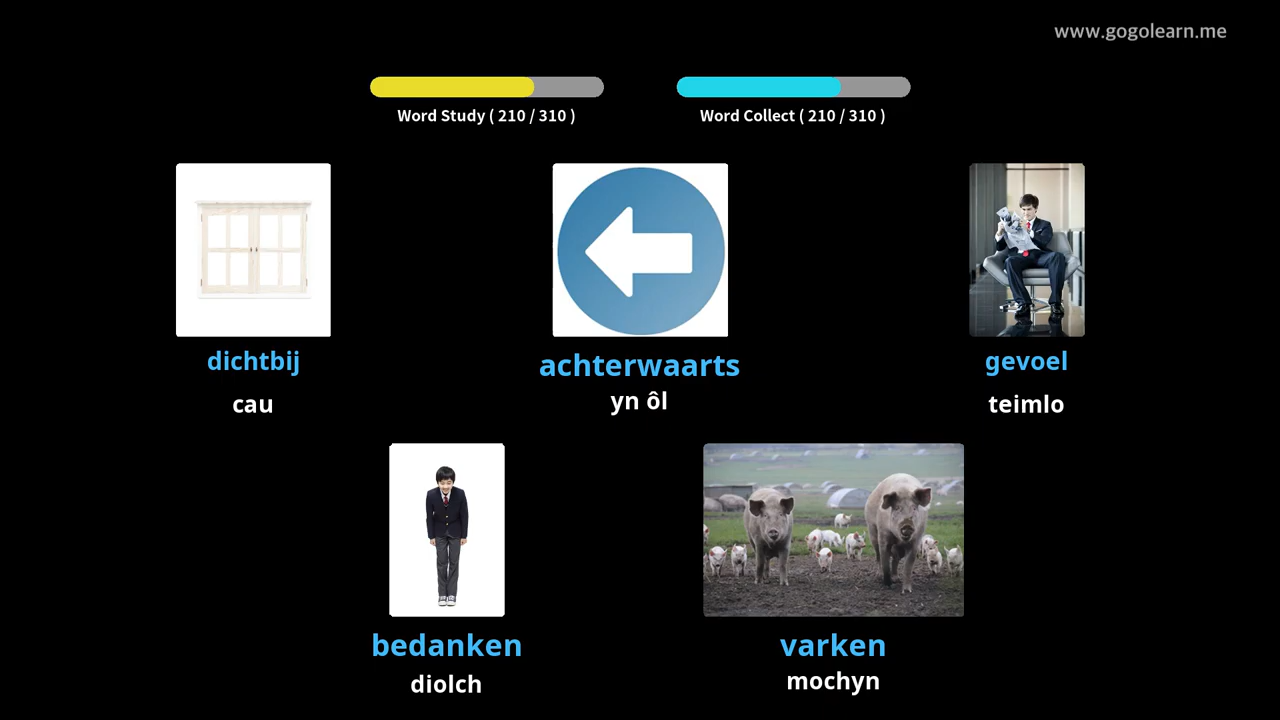 www.gogolearn.me
Word Study ( 210 / 310 )
Word Collect ( 210 / 310 )
dichtbij
cau
achterwaarts
yn ôl
gevoel
teimlo
bedanken
diolch
varken
mochyn